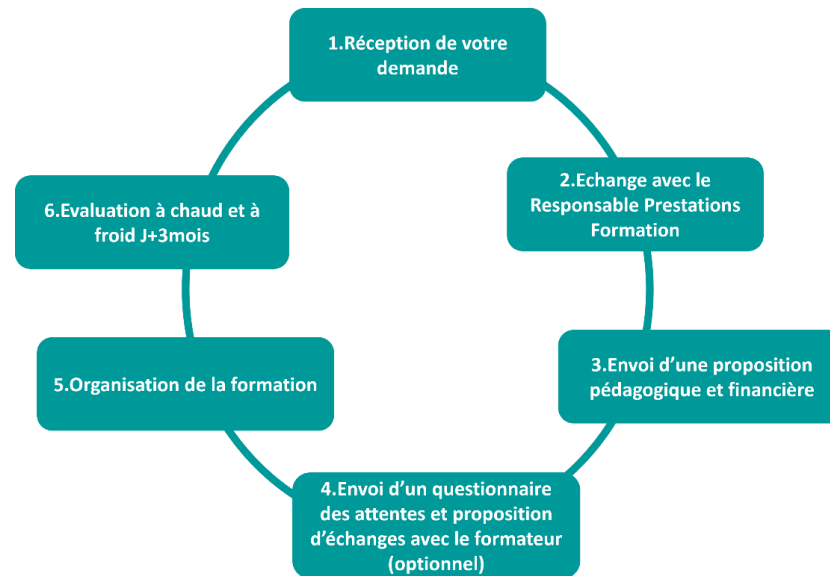 1.Réception de votre
demande
2.Echange avec le
Responsable Prestations
Formation
3.Envoi d’une proposition
pédagogique et financière
4.Envoi d’un questionnaire
des attentes et proposition
d’échanges avec le formateur
(optionnel)
5.Organisation de la formation
6.Evaluation à chaud et à
froid J+3mois